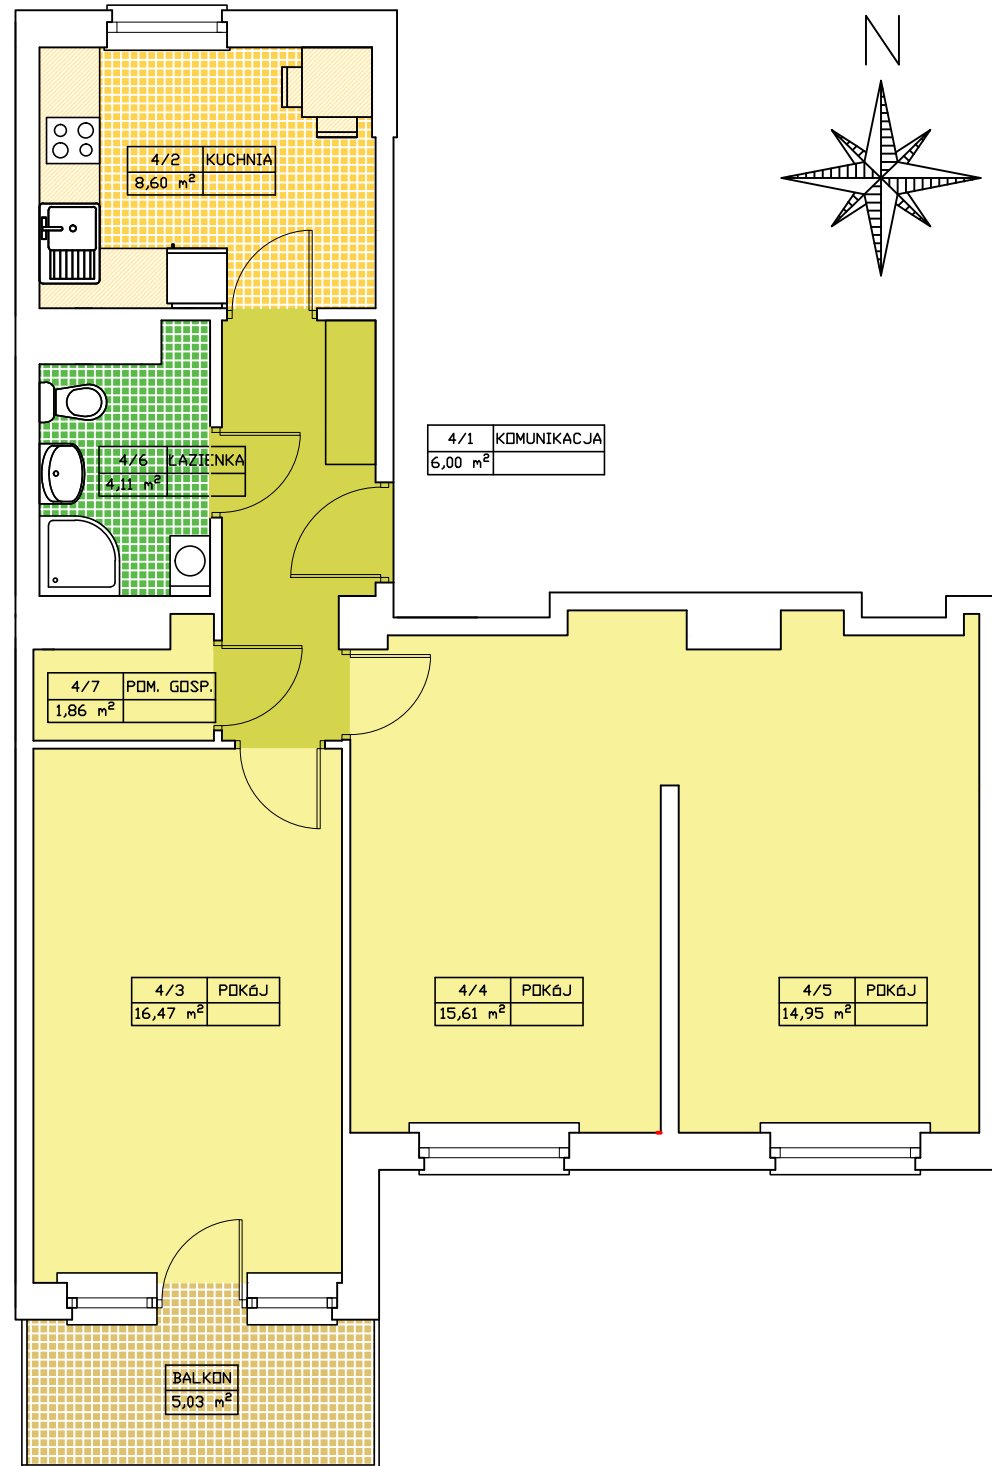 N
4/2 KUCHNIA
8,60 m²
4/1 KOMUNIKACJA
6,00 m²
4/6 ŁAZIENKA
4,11 m²
4/7 POM. GOSP.
1,86 m²
4/3 POKÓJ
16,47 m²
4/4 POKÓJ
15,61 m²
4/5 POKÓJ
14,95 m²
BALKON
5,03 m²